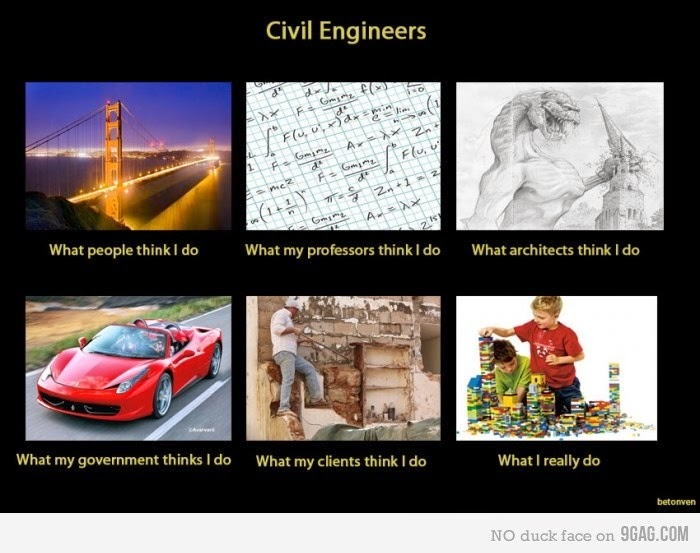 Civil Engineers
What people think I do
What my professors think I do
What architects think I do
What my government thinks I do
What my clients think I do
What I really do
betonven
NO duck face on 9GAG.COM